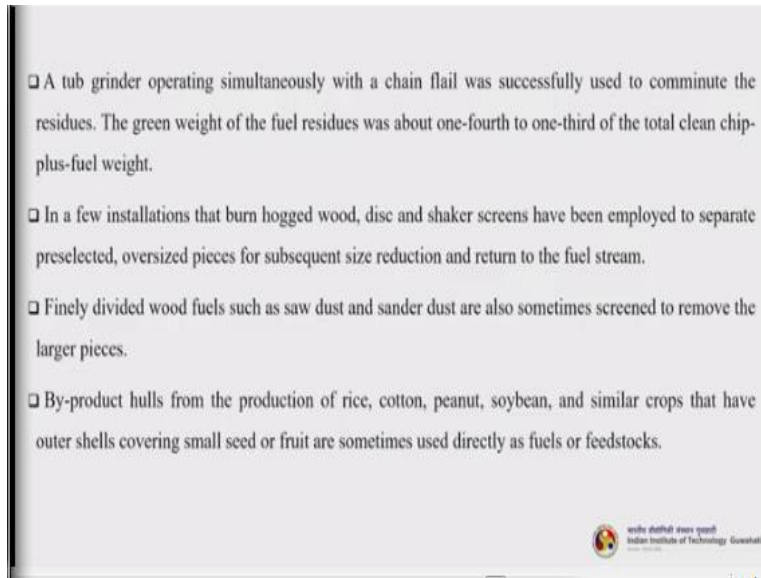 ❑ A tub grinder operating simultaneously with a chain flail was successfully used to comminute the
residues. The green weight of the fuel residues was about one-fourth to one-third of the total clean chip-
plus-fuel weight.
❑ In a few installations that burn hogged wood, disc and shaker screens have been employed to separate
preselected, oversized pieces for subsequent size reduction and return to the fuel stream.
❑ Finely divided wood fuels such as saw dust and sander dust are also sometimes screened to remove the
larger pieces.
❑ By-product hulls from the production of rice, cotton, peanut, soybean, and similar crops that have
outer shells covering small seed or fruit are sometimes used directly as fuels or feedstocks.
Indian Institute of Technology Guwahati